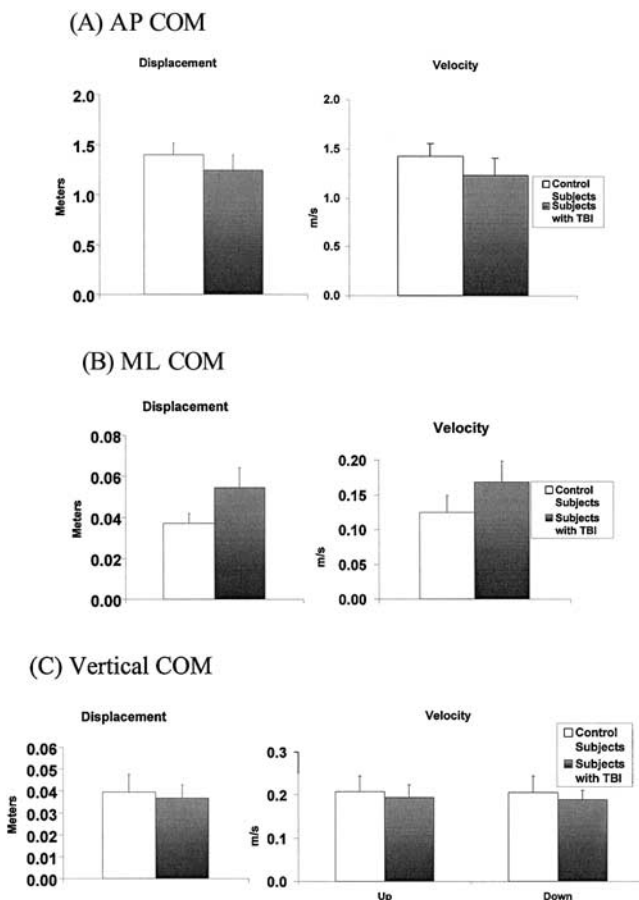 (A) AP COM
Displacement
Velocity
2.0
1.5
1.0
0.5
0.0
Meters
2.0
1.5
1.0
0.5
0.0
m/s
Control
Subjects
Subjects
with TBI
(B) ML COM
Displacement
Velocity
0.08
0.06
0.04
0.02
0.00
Meters
0.20
0.15
0.10
0.05
0.00
m/s
Control
Subjects
Subjects
with TBI
(C) Vertical COM
Displacement
Velocity
0.06
0.05
0.04
0.03
0.02
0.01
0.00
Meters
0.3
0.2
0.1
0.0
m/s
Up
Down
Control
Subjects
Subjects
with TBI